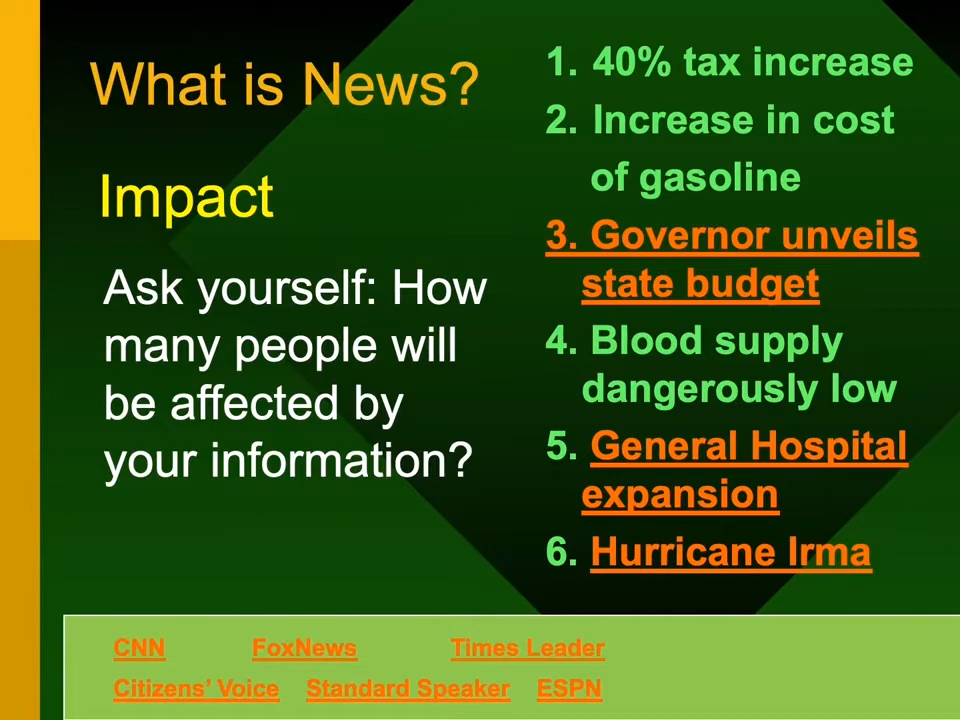 What is News?
Impact
Ask yourself: How
many people will
be affected by
your information?
1. 40% tax increase
2. Increase in cost
of gasoline
3. Governor unveils
state budget
4. Blood supply
dangerously low
5. General Hospital
expansion
6. Hurricane Irma
CNN FoxNews Times Leader
Citizens’ Voice Standard Speaker ESPN